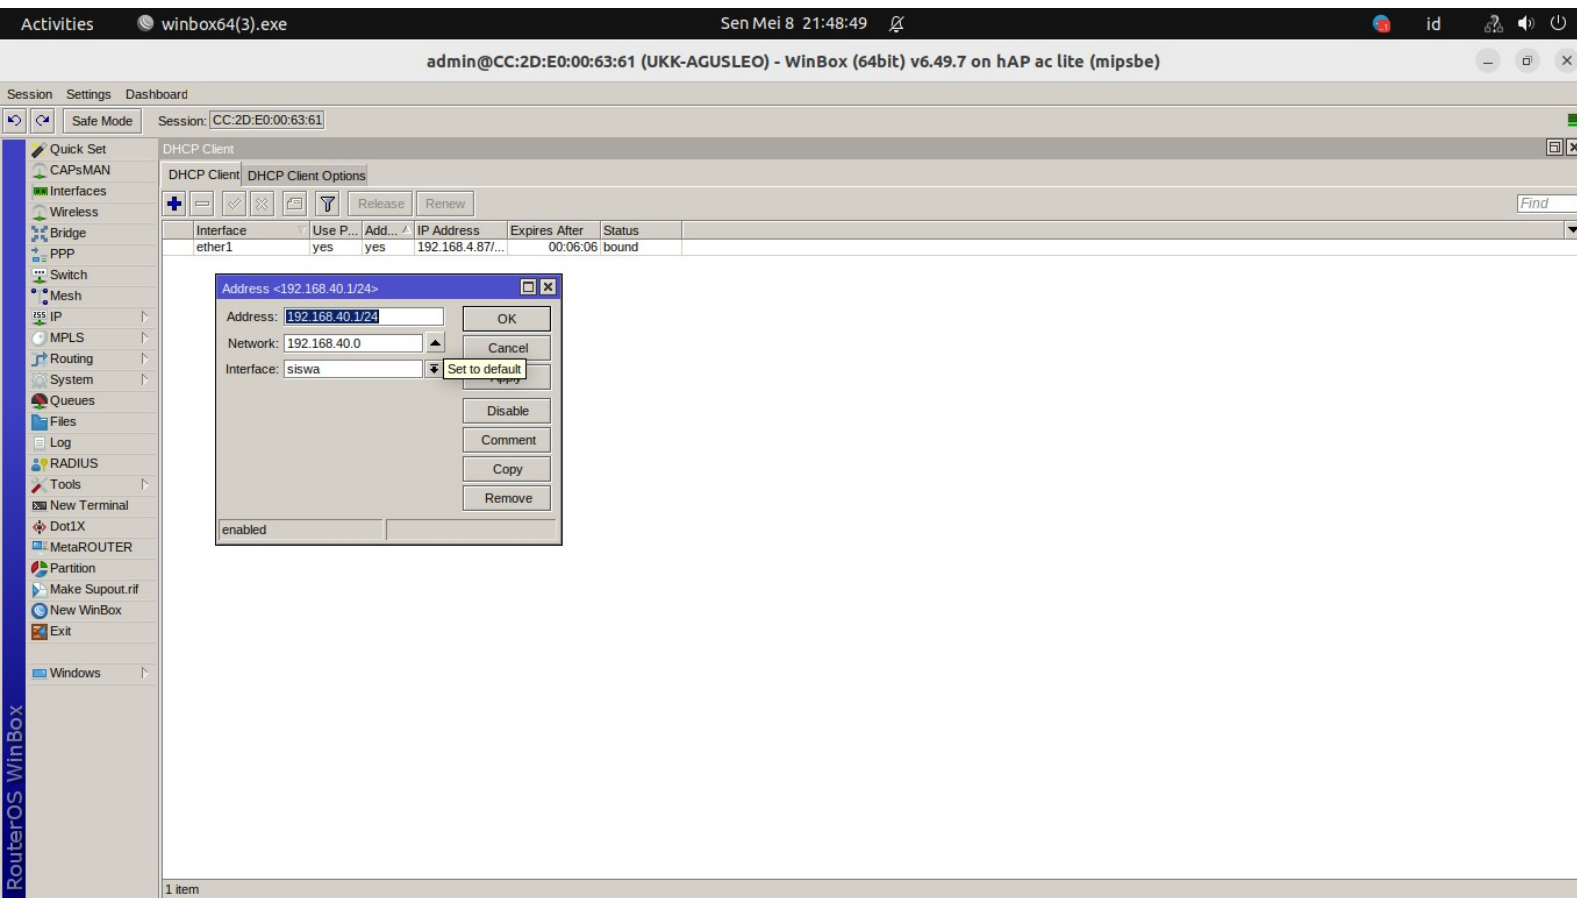 Activities winbox64(3).exe Sen Mei 8 21:48:49 id
admin@CC:2D:E0:00:63:61 (UKK-AGUSLEO) - WinBox (64bit) v6.49.7 on hAP ac lite (mipsbe)
Session Settings Dashboard
Safe Mode Session: CC:2D:E0:00:63:61
Quick Set
CAPsMAN
Interfaces
Wireless
Bridge
PPP
Switch
Mesh
255 IP
MPLS
Routing
System
Queues
Files
Log
RADIUS
Tools
New Terminal
Dot1X
MetaROUTER
Partition
Make Supout.rif
New WinBox
Exit
Windows
RouterOS WinBox
DHCP Client
DHCP Client DHCP Client Options
Release Renew Find
Interface Use P... Add... IP Address Expires After Status
ether1 yes yes 192.168.4.87/... 00:06:06 bound
Address <192.168.40.1/24>
Address: 192.168.40.1/24
Network: 192.168.40.0
Interface: siswa
OK
Cancel
Set to default
Apply
Disable
Comment
Copy
Remove
enabled
1 item